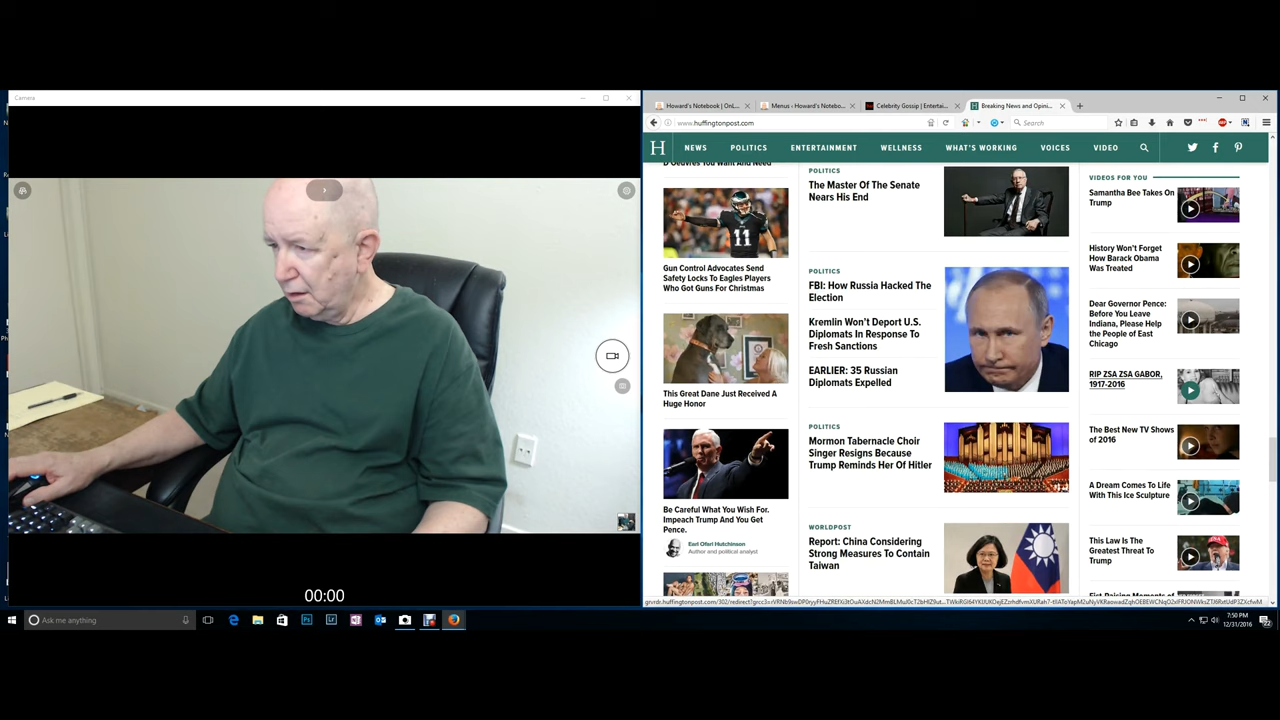 Camera
00:00
Howard's Notebook | OnL...
Menus - Howard's Notebo...
Celebrity Gossip | Entertai...
Breaking News and Opini...
www.huffingtonpost.com
Search
H
NEWS
POLITICS
ENTERTAINMENT
WELLNESS
WHAT'S WORKING
VOICES
VIDEO
D'Oeuvres You Want And Need
Gun Control Advocates Send
Safety Locks To Eagles Players
Who Got Guns For Christmas
This Great Dane Just Received A
Huge Honor
Be Careful What You Wish For.
Impeach Trump And You Get
Pence.
Earl Ofari Hutchinson
Author and political analyst
POLITICS
The Master Of The Senate
Nears His End
POLITICS
FBI: How Russia Hacked The
Election
Kremlin Won't Deport U.S.
Diplomats In Response To
Fresh Sanctions
EARLIER: 35 Russian
Diplomats Expelled
POLITICS
Mormon Tabernacle Choir
Singer Resigns Because
Trump Reminds Her Of Hitler
WORLDPOST
Report: China Considering
Strong Measures To Contain
Taiwan
VIDEOS FOR YOU
Samantha Bee Takes On
Trump
History Won't Forget
How Barack Obama
Was Treated
Dear Governor Pence:
Before You Leave
Indiana, Please Help
the People of East
Chicago
RIP ZSA ZSA GABOR,
1917-2016
The Best New TV Shows
of 2016
A Dream Comes To Life
With This Ice Sculpture
This Law Is The
Greatest Threat To
Trump
11
Ask me anything
7:50 PM
12/31/2016